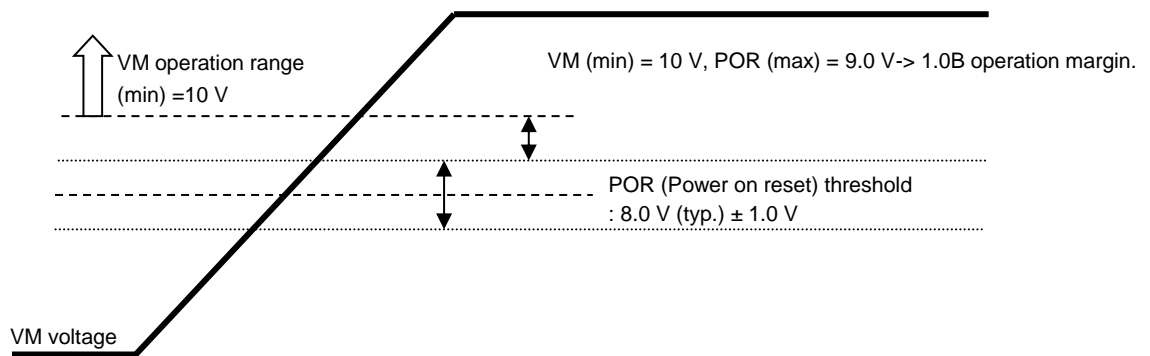 VM operation range
(min) =10 V
VM (min) = 10 V, POR (max) = 9.0 V-> 1.0B operation margin.
POR (Power on reset) threshold
: 8.0 V (typ.) ± 1.0 V
VM voltage